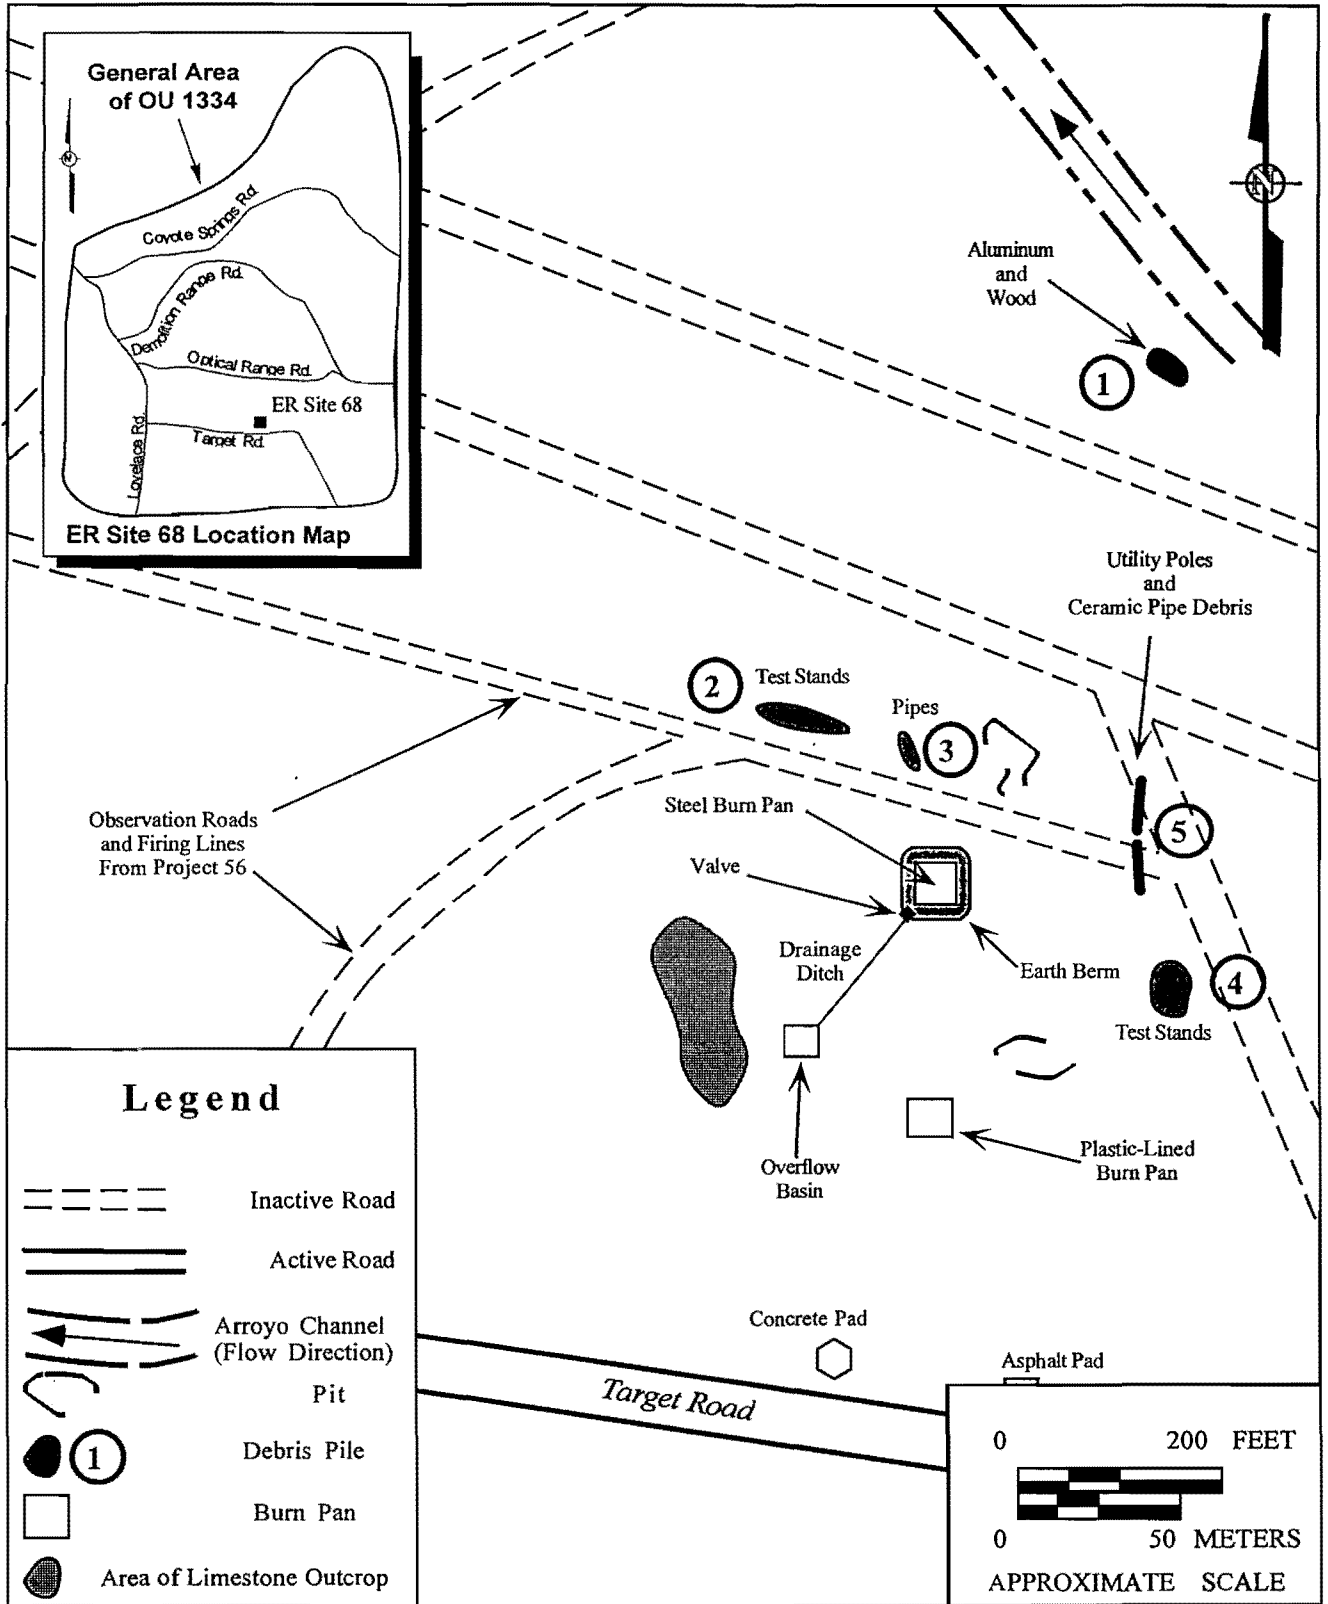 General Area
of OU 1334
N
Coyote Springs Rd.
Demolition Range Rd.
Optical Range Rd.
ER Site 68
Target Rd.
Lovelace Rd.
ER Site 68 Location Map
N
Aluminum
and
Wood
1
Utility Poles
and
Ceramic Pipe Debris
2
Test Stands
Pipes
3
Steel Burn Pan
5
Observation Roads
and Firing Lines
From Project 56
Valve
Drainage
Ditch
Earth Berm
4
Test Stands
Overflow
Basin
Plastic-Lined
Burn Pan
Concrete Pad
Asphalt Pad
Target Road
Legend
Inactive Road
Active Road
Arroyo Channel
(Flow Direction)
Pit
1
Debris Pile
Burn Pan
Area of Limestone Outcrop
0 200 FEET
0 50 METERS
APPROXIMATE SCALE